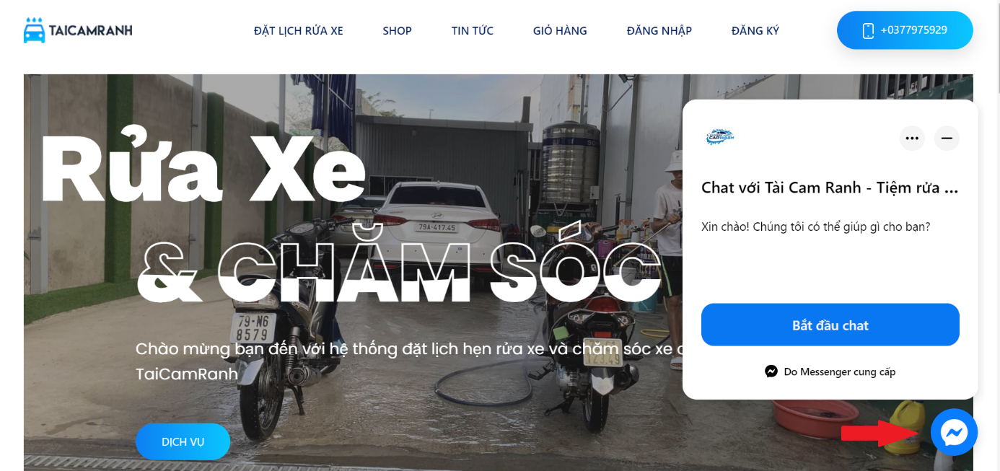 TAICAMRANH
ĐẶT LỊCH RỬA XE
SHOP
TIN TỨC
GIỎ HÀNG
ĐĂNG NHẬP
ĐĂNG KÝ
+0377975929
Rửa Xe
& CHĂM SÓC
Chào mừng bạn đến với hệ thống đặt lịch hẹn rửa xe và chăm sóc xe
TaiCamRanh
DỊCH VỤ
79A-417.45
79-N6
8579
123.49
CARWASH
Chat với Tài Cam Ranh - Tiệm rửa ...
Xin chào! Chúng tôi có thể giúp gì cho bạn?
Bắt đầu chat
Do Messenger cung cấp